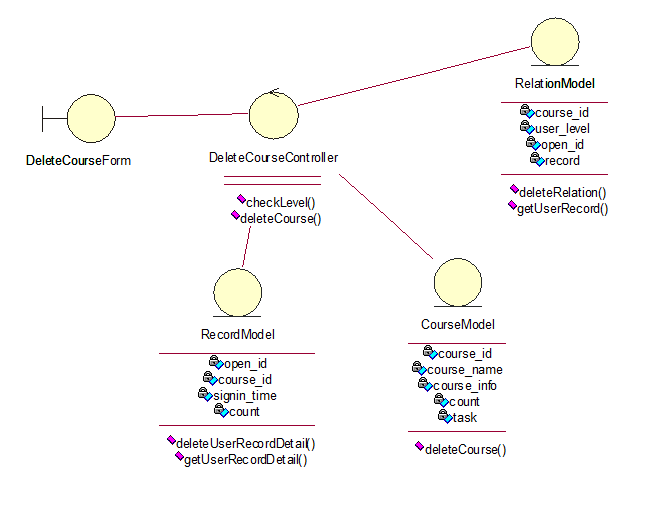 RelationModel
course_id
user_level
open_id
record
deleteRelation()
getUserRecord()
DeleteCourseForm
DeleteCourseController
checkLevel()
deleteCourse()
RecordModel
open_id
course_id
signin_time
count
deleteUserRecordDetail()
getUserRecordDetail()
CourseModel
course_id
course_name
course_info
count
task
deleteCourse()